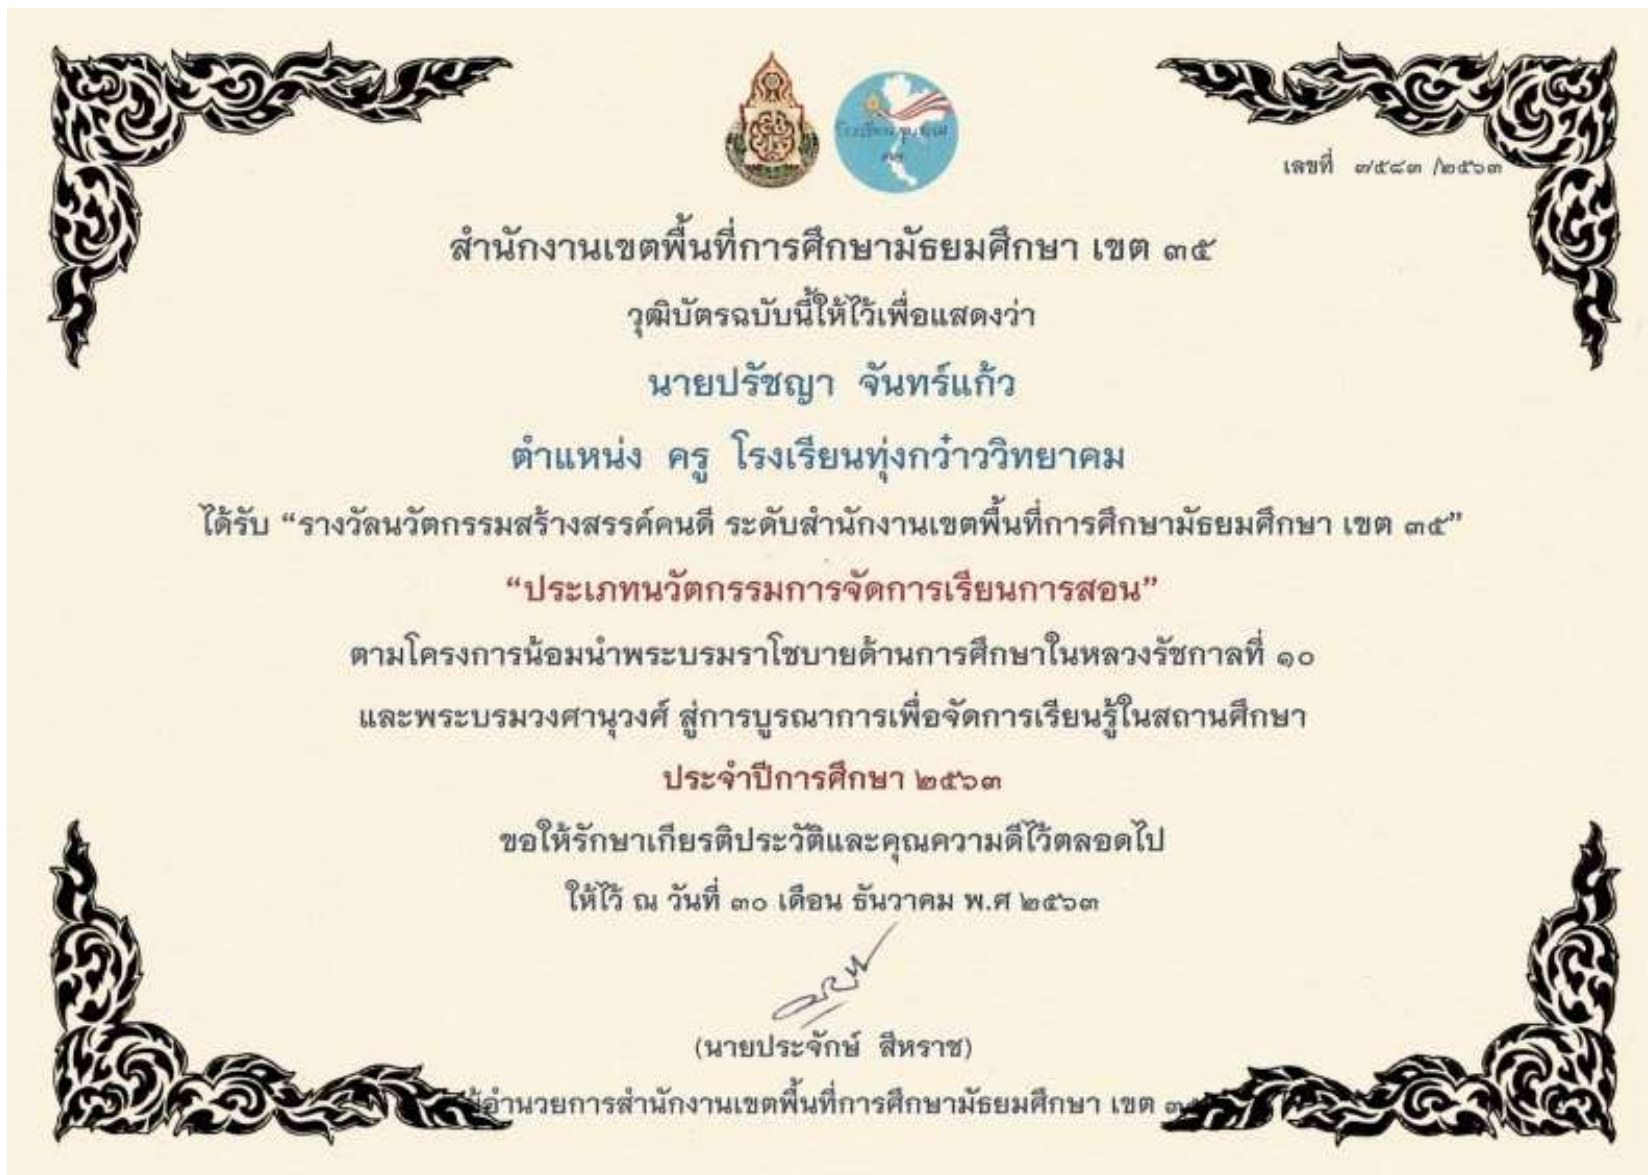 เลขที่ ๗๕๘๓ /๒๕๖๓
สำนักงานเขตพื้นที่การศึกษามัธยมศึกษา เขต ๓๕
วุฒิบัตรฉบับนี้ให้ไว้เพื่อแสดงว่า
นายปรัชญา จันทร์แก้ว
ตำแหน่ง ครู โรงเรียนทุ่งกว๋าววิทยาคม
ได้รับ “รางวัลนวัตกรรมสร้างสรรค์คนดี ระดับสำนักงานเขตพื้นที่การศึกษามัธยมศึกษา เขต ๓๕”
“ประเภทนวัตกรรมการจัดการเรียนการสอน”
ตามโครงการน้อมนำพระบรมราโชบายด้านการศึกษาในหลวงรัชกาลที่ ๑๐
และพระบรมวงศานุวงศ์ สู่การบูรณาการเพื่อจัดการเรียนรู้ในสถานศึกษา
ประจำปีการศึกษา ๒๕๖๓
ขอให้รักษาเกียรติประวัติและคุณความดีไว้ตลอดไป
ให้ไว้ ณ วันที่ ๓๐ เดือน ธันวาคม พ.ศ ๒๕๖๓
(นายประจักษ์ สีหราช)
ผู้อำนวยการสำนักงานเขตพื้นที่การศึกษามัธยมศึกษา เขต ๓๕